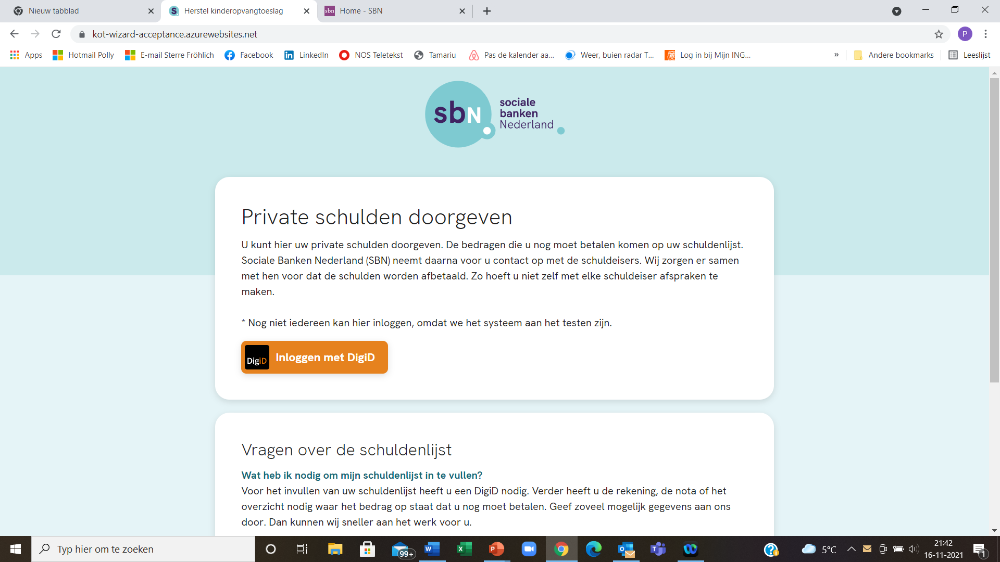 Nieuw tabblad
Herstel kinderopvangtoeslag
sbn Home - SBN
kot-wizard-acceptance.azurewebsites.net
P
Apps
Hotmail Polly
E-mail Sterre Fröhlich
Facebook
LinkedIn
NOS Teletekst
Tamariu
Pas de kalender aa...
Weer, buien radar T...
Log in bij Mijn ING...
»
Andere bookmarks
Leeslijst
sbN
sociale
banken
Nederland
Private schulden doorgeven
U kunt hier uw private schulden doorgeven. De bedragen die u nog moet betalen komen op uw schuldenlijst.
Sociale Banken Nederland (SBN) neemt daarna voor u contact op met de schuldeisers. Wij zorgen er samen
met hen voor dat de schulden worden afbetaald. Zo hoeft u niet zelf met elke schuldeiser afspraken te
maken.
* Nog niet iedereen kan hier inloggen, omdat we het systeem aan het testen zijn.
DigiD Inloggen met DigiD
Vragen over de schuldenlijst
Wat heb ik nodig om mijn schuldenlijst in te vullen?
Voor het invullen van uw schuldenlijst heeft u een DigiD nodig. Verder heeft u de rekening, de nota of het
overzicht nodig waar het bedrag op staat dat u nog moet betalen. Geef zoveel mogelijk gegevens aan ons
door. Dan kunnen wij sneller aan het werk voor u.
Typ hier om te zoeken
99+
5°C
21:42
16-11-2021
1